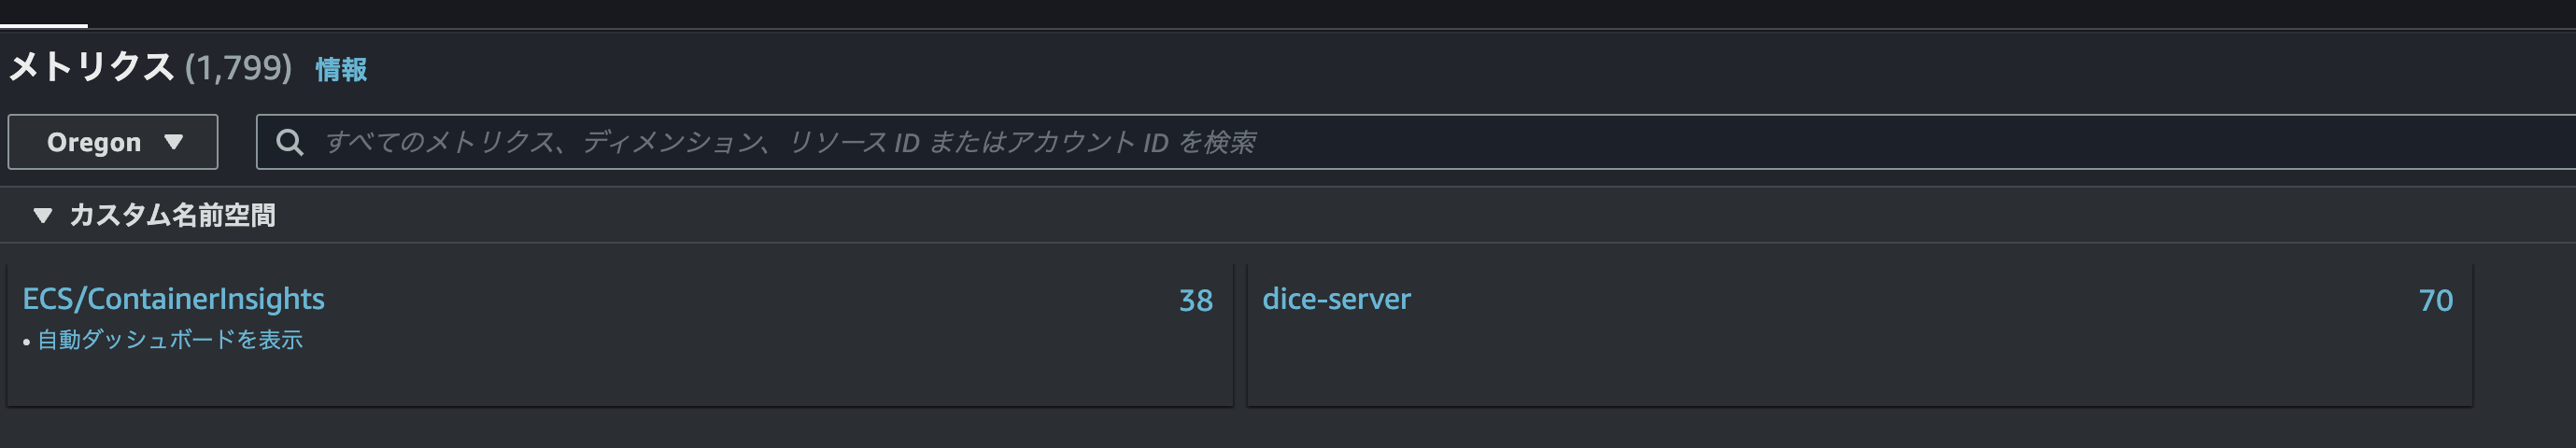 メトリクス (1,799) 情報
Oregon ▼ すべてのメトリクス、ディメンション、リソース ID またはアカウント ID を検索
▼ カスタム名前空間
ECS/ContainerInsights 38 dice-server 70
• 自動ダッシュボードを表示